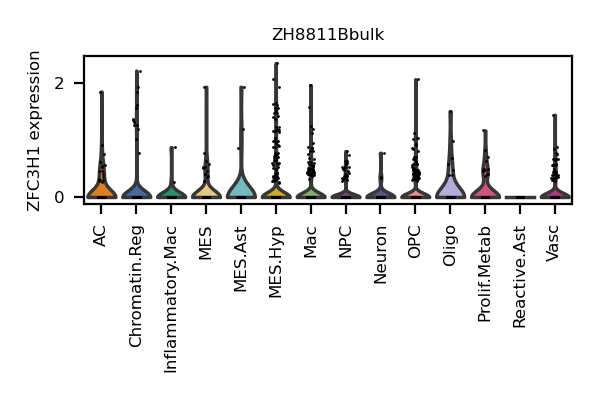 ZH8811Bbulk
ZFC3H1 expression
2
0
AC
Chromatin.Reg
Inflammatory.Mac
MES
MES.Ast
MES.Hyp
Mac
NPC
Neuron
OPC
Oligo
Prolif.Metab
Reactive.Ast
Vasc